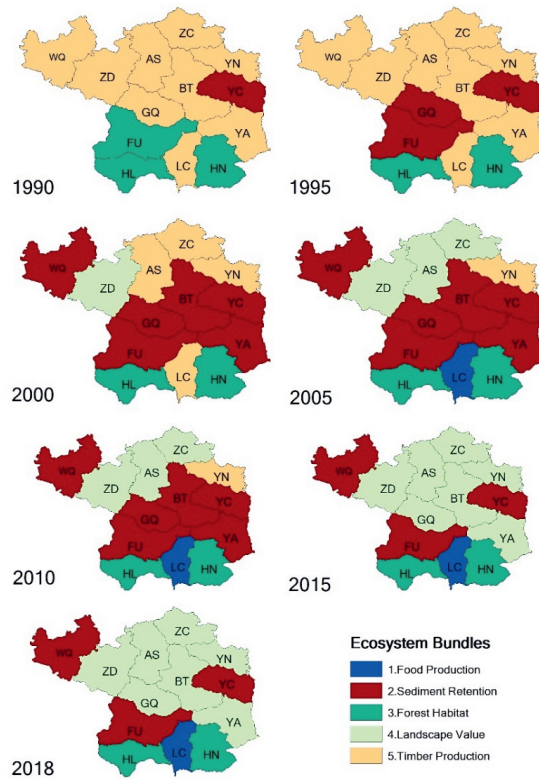 ZC
WQ
AS
YN
ZD
BT
YC
GQ
FU
YA
LC
HN
HL
1990
ZC
WQ
AS
YN
ZD
BT
YC
GQ
FU
YA
LC
HN
HL
1995
ZC
WQ
AS
YN
ZD
BT
YC
GQ
FU
YA
LC
HN
HL
2000
ZC
WQ
AS
YN
ZD
BT
YC
GQ
FU
YA
LC
HN
HL
2005
ZC
WQ
AS
YN
ZD
BT
YC
GQ
FU
YA
LC
HN
HL
2010
ZC
WQ
AS
YN
ZD
BT
YC
GQ
FU
YA
LC
HN
HL
2015
ZC
WQ
AS
YN
ZD
BT
YC
GQ
FU
YA
LC
HN
HL
2018
Ecosystem Bundles
1.Food Production
2.Sediment Retention
3.Forest Habitat
4.Landscape Value
5.Timber Production